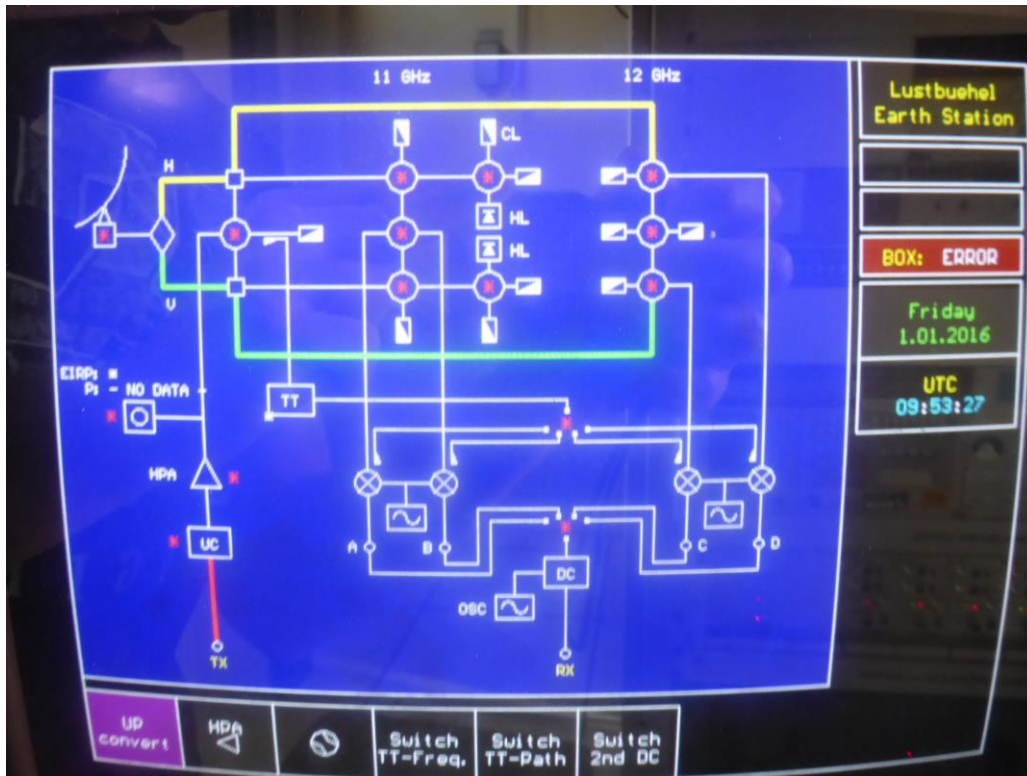 11 GHz
12 GHz
Lustbuehel
Earth Station
CL
H
HL
HL
BOX: ERROR
V
Friday
1.01.2016
EIRP:
P: - NO DATA -
TT
UTC
09:53:27
HPA
UC
A
B
C
D
DC
OSC
TX
RX
UP
convert
HPA
Switch
TT-Freq.
Switch
TT-Path
Switch
2nd DC